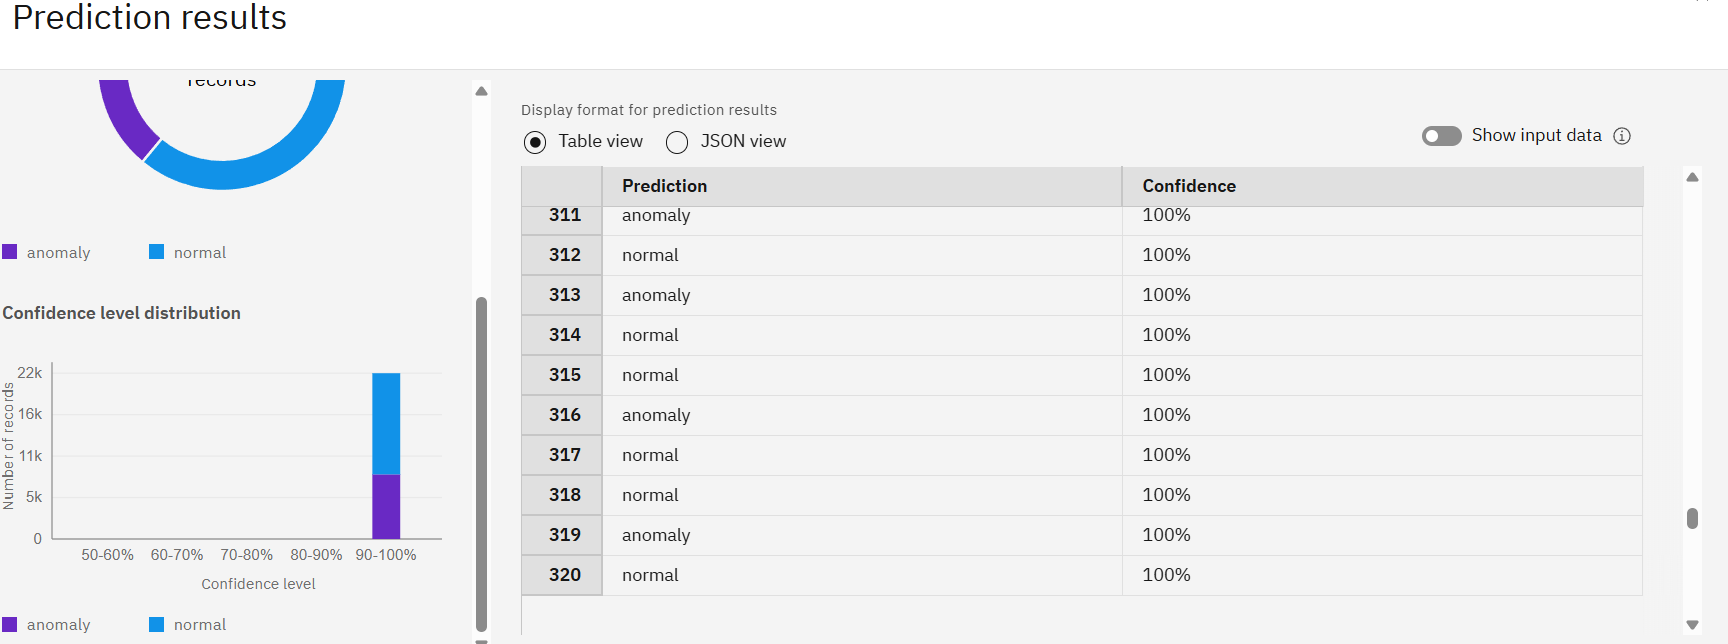 Prediction results
records
anomaly normal
Confidence level distribution
Number of records
22k
16k
11k
5k
0
50-60% 60-70% 70-80% 80-90% 90-100%
Confidence level
anomaly normal
Display format for prediction results
Table view JSON view
Show input data
Prediction Confidence
311 anomaly 100%
312 normal 100%
313 anomaly 100%
314 normal 100%
315 normal 100%
316 anomaly 100%
317 normal 100%
318 normal 100%
319 anomaly 100%
320 normal 100%